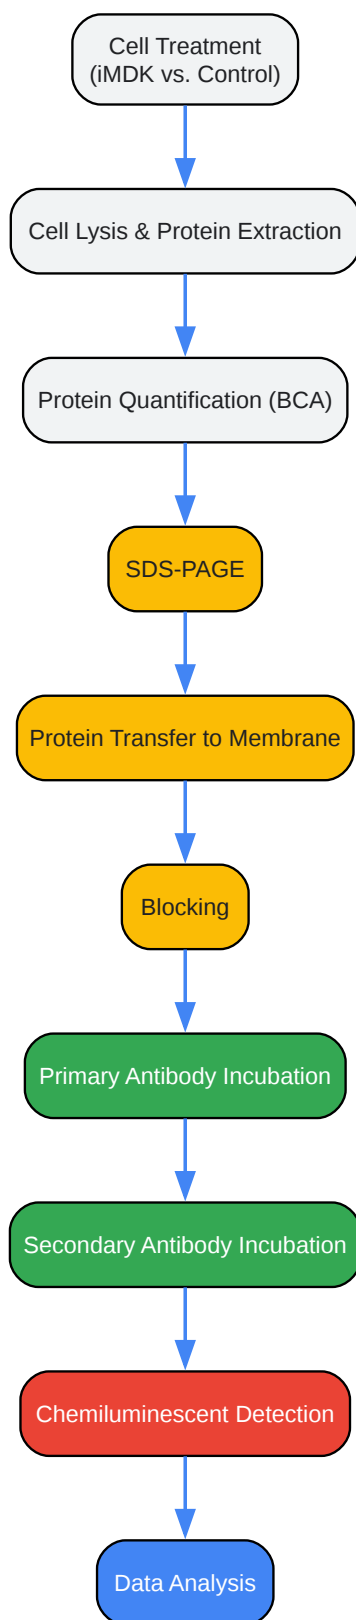 Cell Treatment
(iMDK vs. Control)
Cell Lysis & Protein Extraction
Protein Quantification (BCA)
SDS-PAGE
Protein Transfer to Membrane
Blocking
Primary Antibody Incubation
Secondary Antibody Incubation
Chemiluminescent Detection
Data Analysis